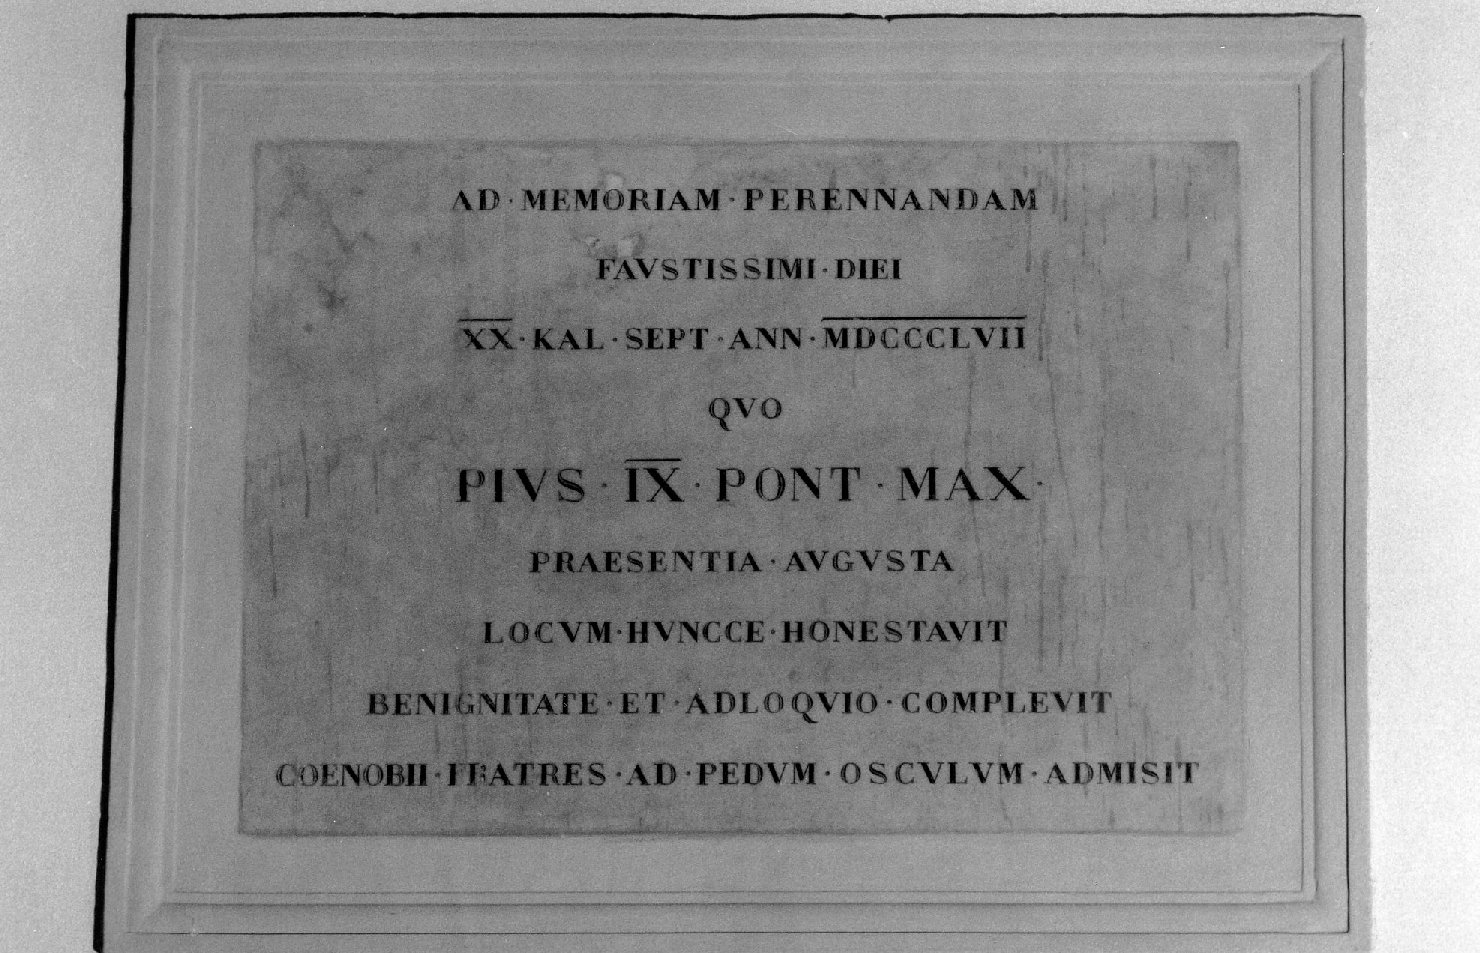 AD · MEMORIAM · PERENNANDAM
FAVSTISSIMI · DIEI
XX · KAL · SEPT · ANN · MDCCCLVII
QVO
PIVS · IX · PONT · MAX ·
PRAESENTIA · AVGVSTA
LOCVM · HVNCCE · HONESTAVIT
BENIGNITATE · ET · ADLOQVIO · COMPLEVIT
COENOBII · FRATRES · AD · PEDVM · OSCVLVM · ADMISIT